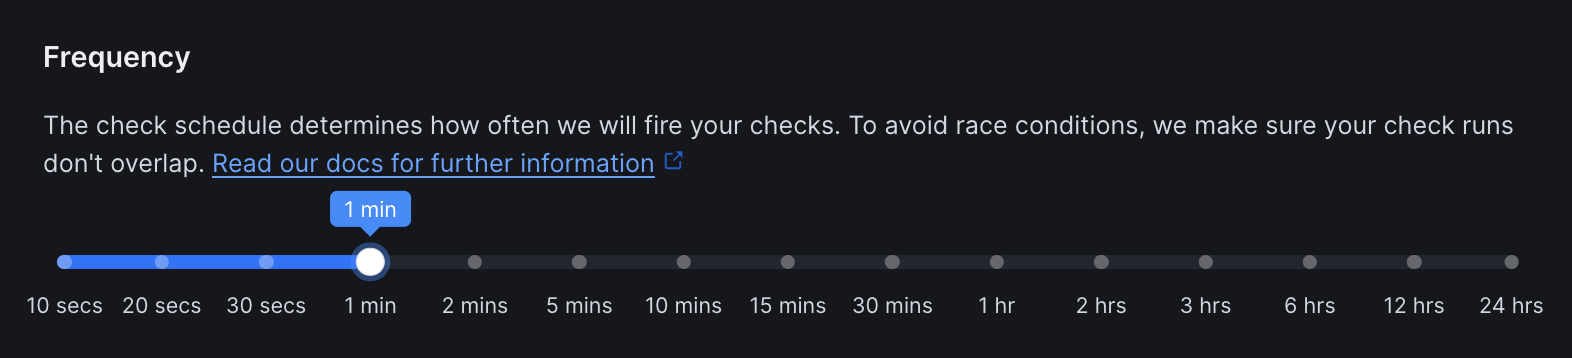 Frequency
The check schedule determines how often we will fire your checks. To avoid race conditions, we make sure your check runs
don't overlap. Read our docs for further information
1 min
10 secs 20 secs 30 secs 1 min 2 mins 5 mins 10 mins 15 mins 30 mins 1 hr 2 hrs 3 hrs 6 hrs 12 hrs 24 hrs